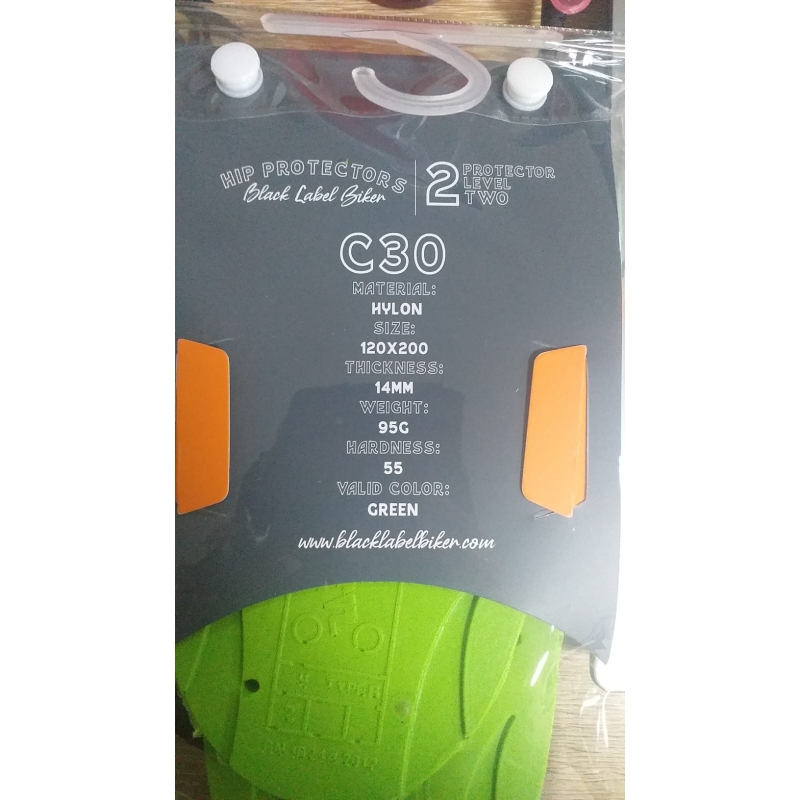 HIP PROTECTORS
Black Label Biker
2 PROTECTOR
LEVEL
TWO
C30
MATERIAL:
HYLON
SIZE:
120X200
THICKNESS:
14MM
WEIGHT:
95G
HARDNESS:
55
VALID COLOR:
GREEN
www.blacklabelbiker.com